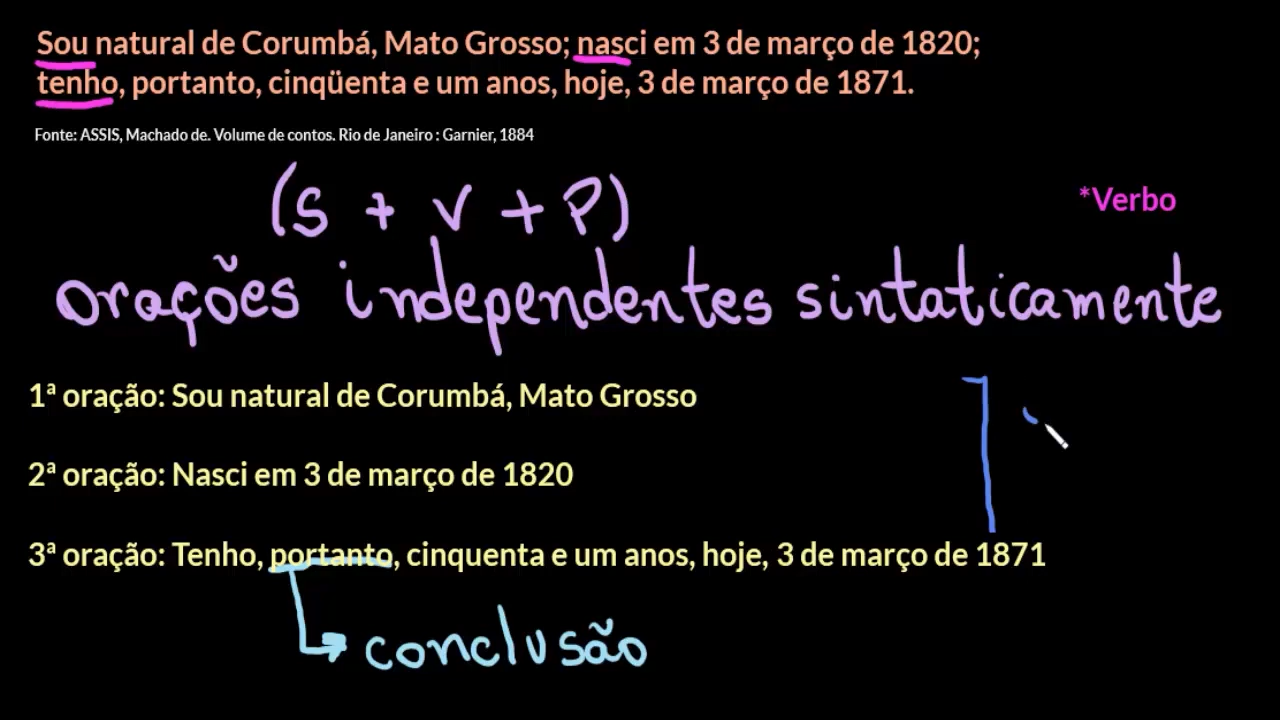 Sou natural de Corumbá, Mato Grosso; nasci em 3 de março de 1820;
tenho, portanto, cinqüenta e um anos, hoje, 3 de março de 1871.
Fonte: ASSIS, Machado de. Volume de contos. Rio de Janeiro : Garnier, 1884
(S + V + P)
*Verbo
orações independentes sintaticamente
1ª oração: Sou natural de Corumbá, Mato Grosso
2ª oração: Nasci em 3 de março de 1820
3ª oração: Tenho, portanto, cinquenta e um anos, hoje, 3 de março de 1871
conclusão